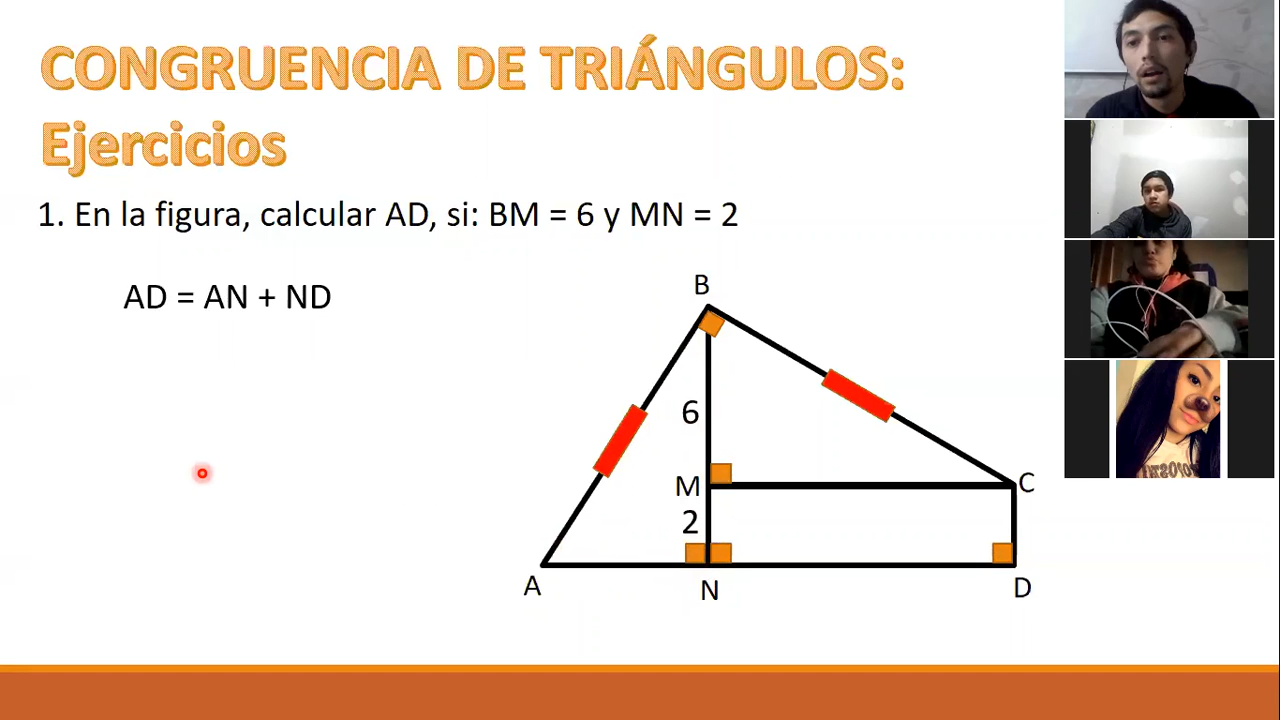 CONGRUENCIA DE TRIÁNGULOS:
Ejercicios
1. En la figura, calcular AD, si: BM = 6 y MN = 2
AD = AN + ND
B
6
M
C
2
A
N
D